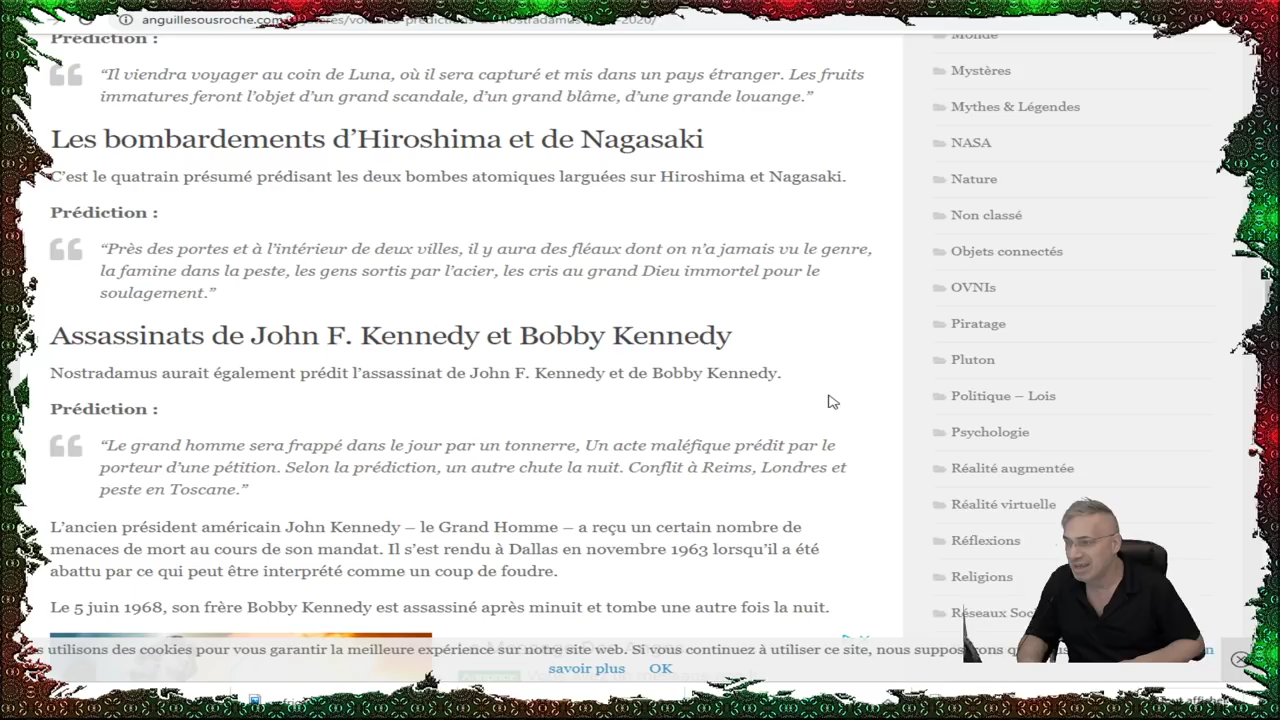 anguillesousroche.com
Prédiction :
“Il viendra voyager au coin de Luna, où il sera capturé et mis dans un pays étranger. Les fruits
immatures feront l’objet d’un grand scandale, d’un grand blâme, d’une grande louange.”
Les bombardements d’Hiroshima et de Nagasaki
C’est le quatrain présumé prédisant les deux bombes atomiques larguées sur Hiroshima et Nagasaki.
Prédiction :
“Près des portes et à l’intérieur de deux villes, il y aura des fléaux dont on n’a jamais vu le genre,
la famine dans la peste, les gens sortis par l’acier, les cris au grand Dieu immortel pour le
soulagement.”
Assassinats de John F. Kennedy et Bobby Kennedy
Nostradamus aurait également prédit l’assassinat de John F. Kennedy et de Bobby Kennedy.
Prédiction :
“Le grand homme sera frappé dans le jour par un tonnerre, Un acte maléfique prédit par le
porteur d’une pétition. Selon la prédiction, un autre chute la nuit. Conflit à Reims, Londres et
peste en Toscane.”
L’ancien président américain John Kennedy – le Grand Homme – a reçu un certain nombre de
menaces de mort au cours de son mandat. Il s’est rendu à Dallas en novembre 1963 lorsqu’il a été
abattu par ce qui peut être interprété comme un coup de foudre.
Le 5 juin 1968, son frère Bobby Kennedy est assassiné après minuit et tombe une autre fois la nuit.
Monde
Mystères
Mythes & Légendes
NASA
Nature
Non classé
Objets connectés
OVNIs
Piratage
Pluton
Politique – Lois
Psychologie
Réalité augmentée
Réalité virtuelle
Réflexions
Religions
Réseaux
utilisons des cookies pour vous garantir la meilleure expérience sur notre site web. Si vous continuez à utiliser ce site, nous
savoir plus OK